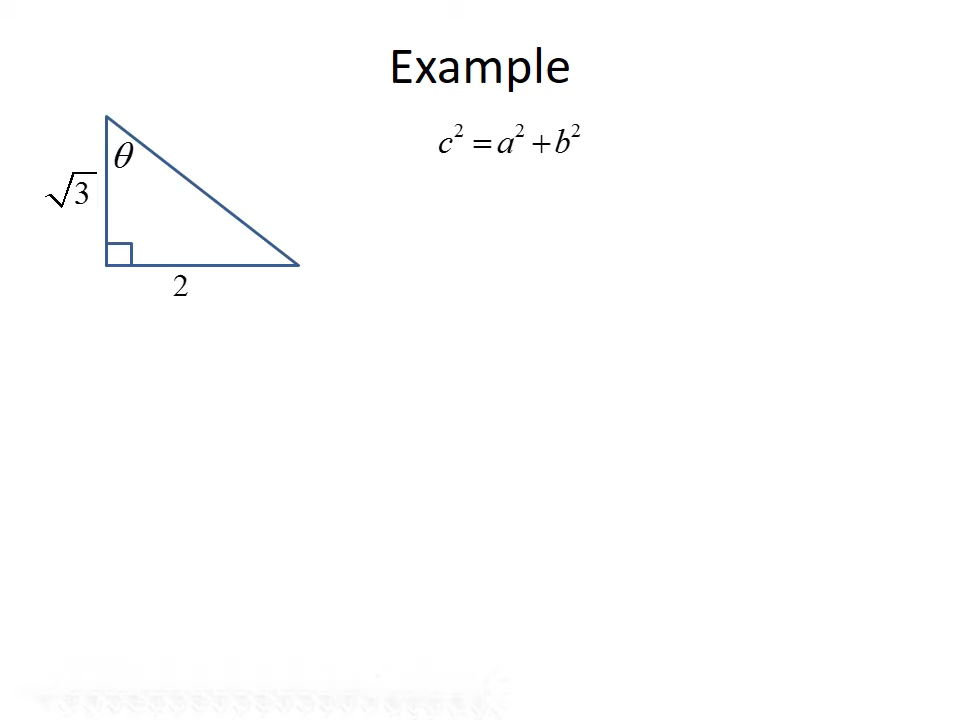 Example
c² = a² + b²
θ
√3
2